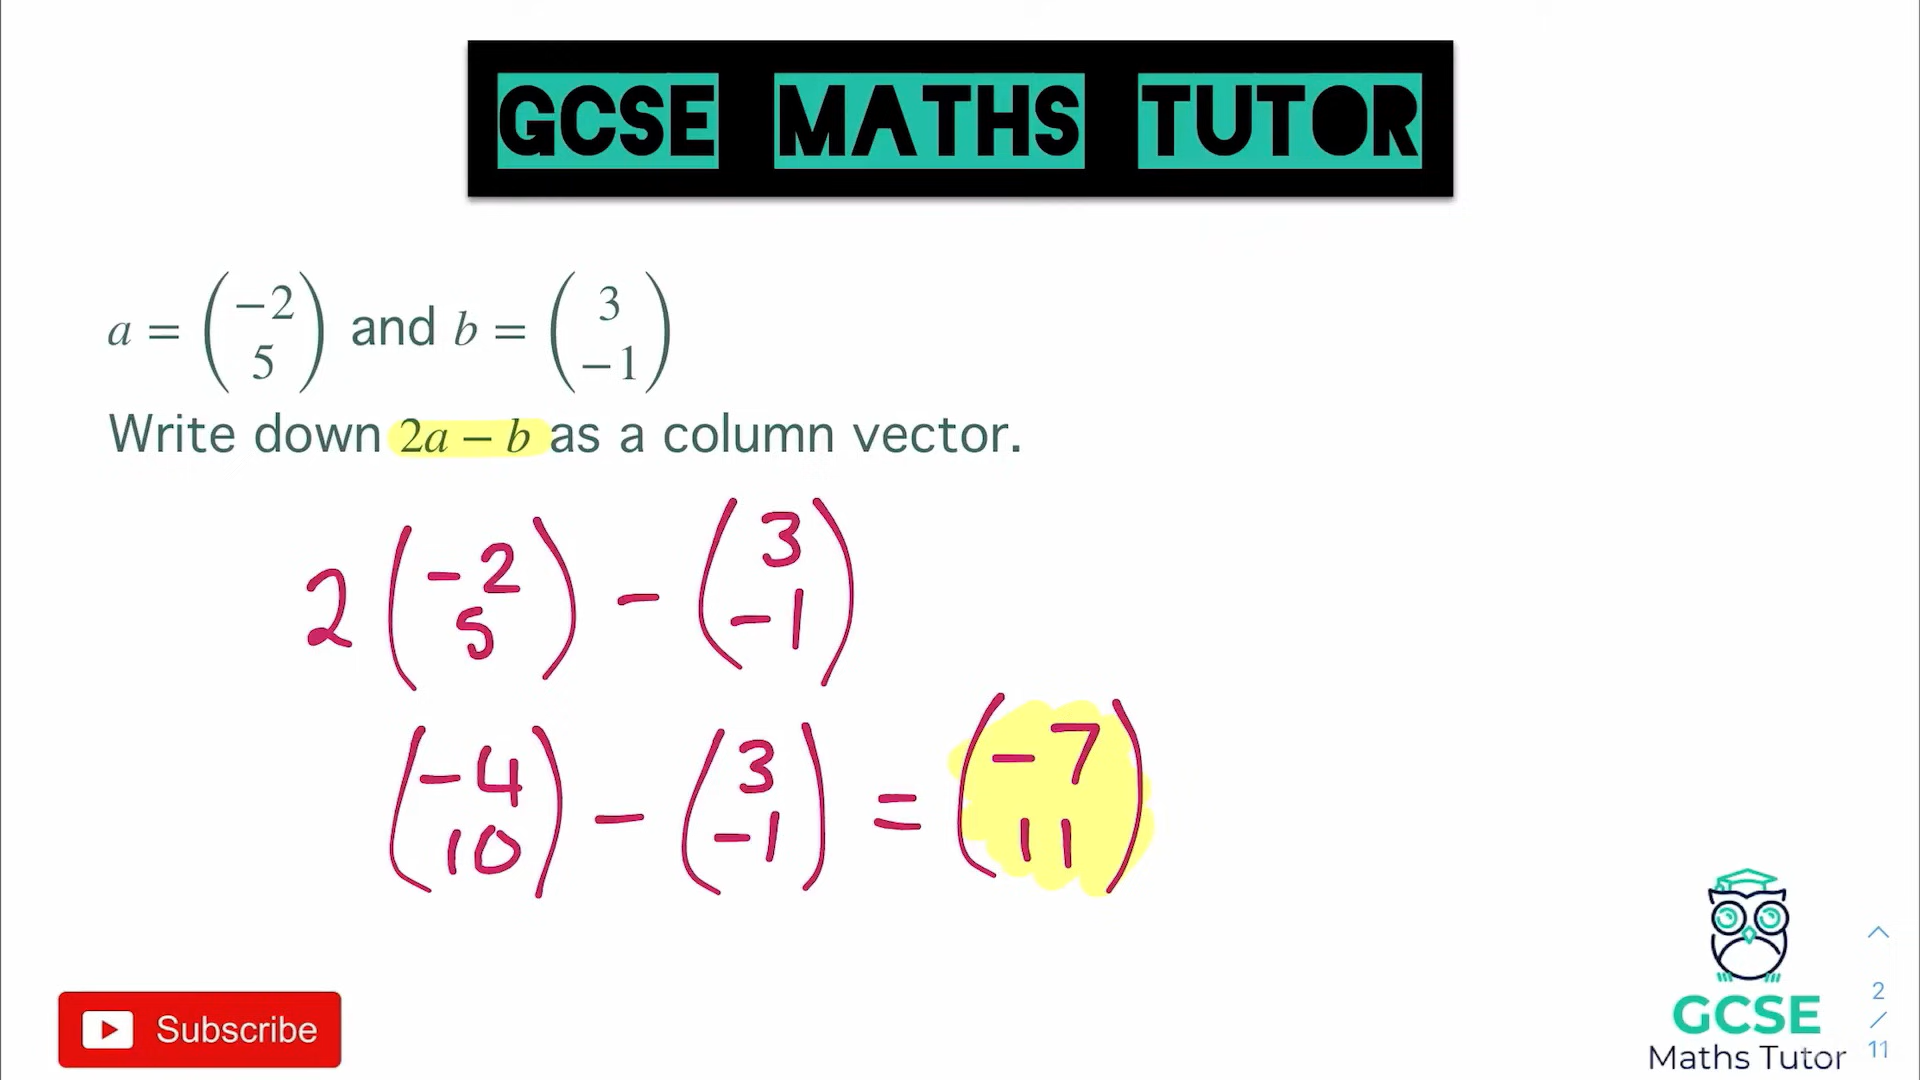 GCSE MATHS TUTOR
a = (−2 5) and b = (3 −1)
Write down 2a − b as a column vector.
2 (−2 5) − (3 −1)
(−4 10) − (3 −1) = (−7 11)
Subscribe
GCSE
Maths Tutor
2
/
11